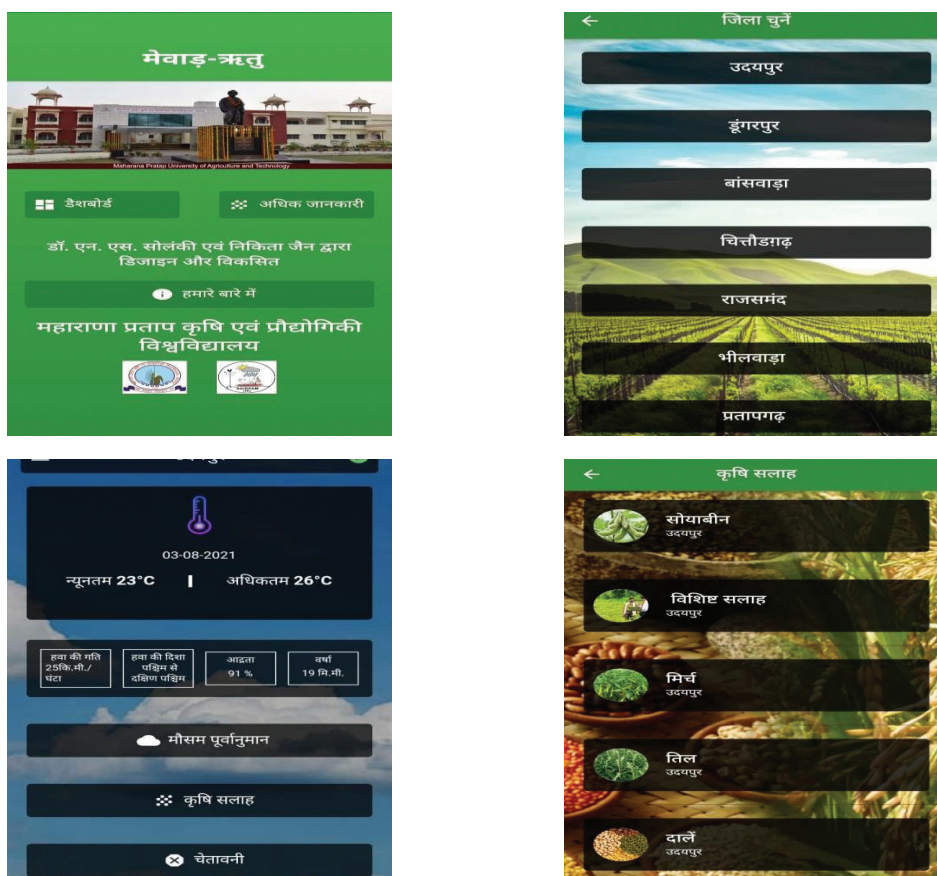 मेवाड़-ऋतु
Maharana Pratap University of Agriculture and Technology
डैशबोर्ड
अधिक जानकारी
डॉ. एन. एस. सोलंकी एवं निकिता जैन द्वारा
डिजाइन और विकसित
हमारे बारे में
महाराणा प्रताप कृषि एवं प्रौद्योगिकी
विश्वविद्यालय
जिला चुनें
उदयपुर
डूंगरपुर
बांसवाड़ा
चित्तौडग़ढ़
राजसमंद
भीलवाड़ा
प्रतापगढ़
03-08-2021
न्यूनतम 23°C | अधिकतम 26°C
हवा की गति
25कि.मी./
घंटा
हवा की दिशा
पश्चिम से
दक्षिण पश्चिम
आद्रता
91 %
वर्षा
19 मि.मी.
मौसम पूर्वानुमान
कृषि सलाह
चेतावनी
कृषि सलाह
सोयाबीन
उदयपुर
विशिष्ट सलाह
उदयपुर
मिर्च
उदयपुर
तिल
उदयपुर
दालें
उदयपुर